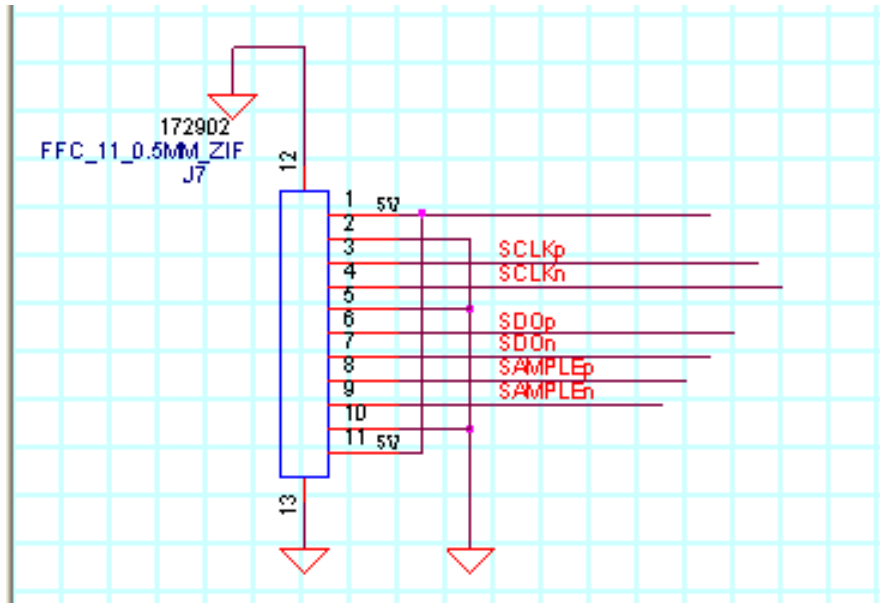 172902
FFC_11_0.5MM_ZIF
J7
12
1 5V
2
3 SCLKp
4 SCLKn
5
6 SDOp
7 SDOn
8 SAMPLEp
9 SAMPLEn
10
11 5V
13